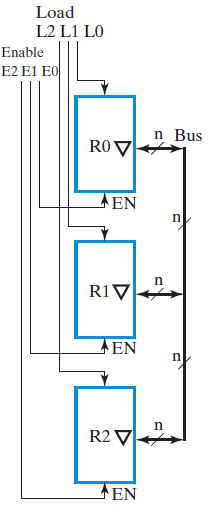 Load
L2 L1 L0
Enable
E2 E1 E0
R0
n Bus
EN
n
R1
n
EN
n
R2
n
EN